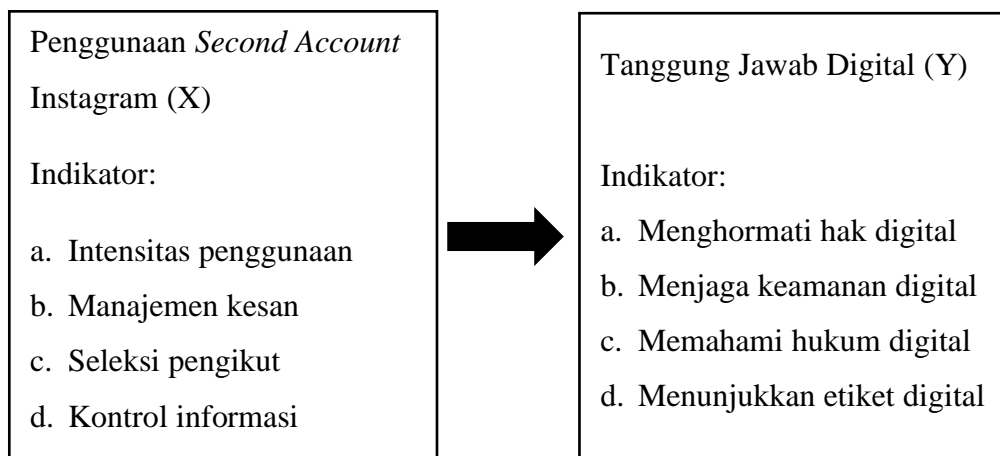 Penggunaan Second Account
Instagram (X)
Indikator:
a. Intensitas penggunaan
b. Manajemen kesan
c. Seleksi pengikut
d. Kontrol informasi
Tanggung Jawab Digital (Y)
Indikator:
a. Menghormati hak digital
b. Menjaga keamanan digital
c. Memahami hukum digital
d. Menunjukkan etiket digital